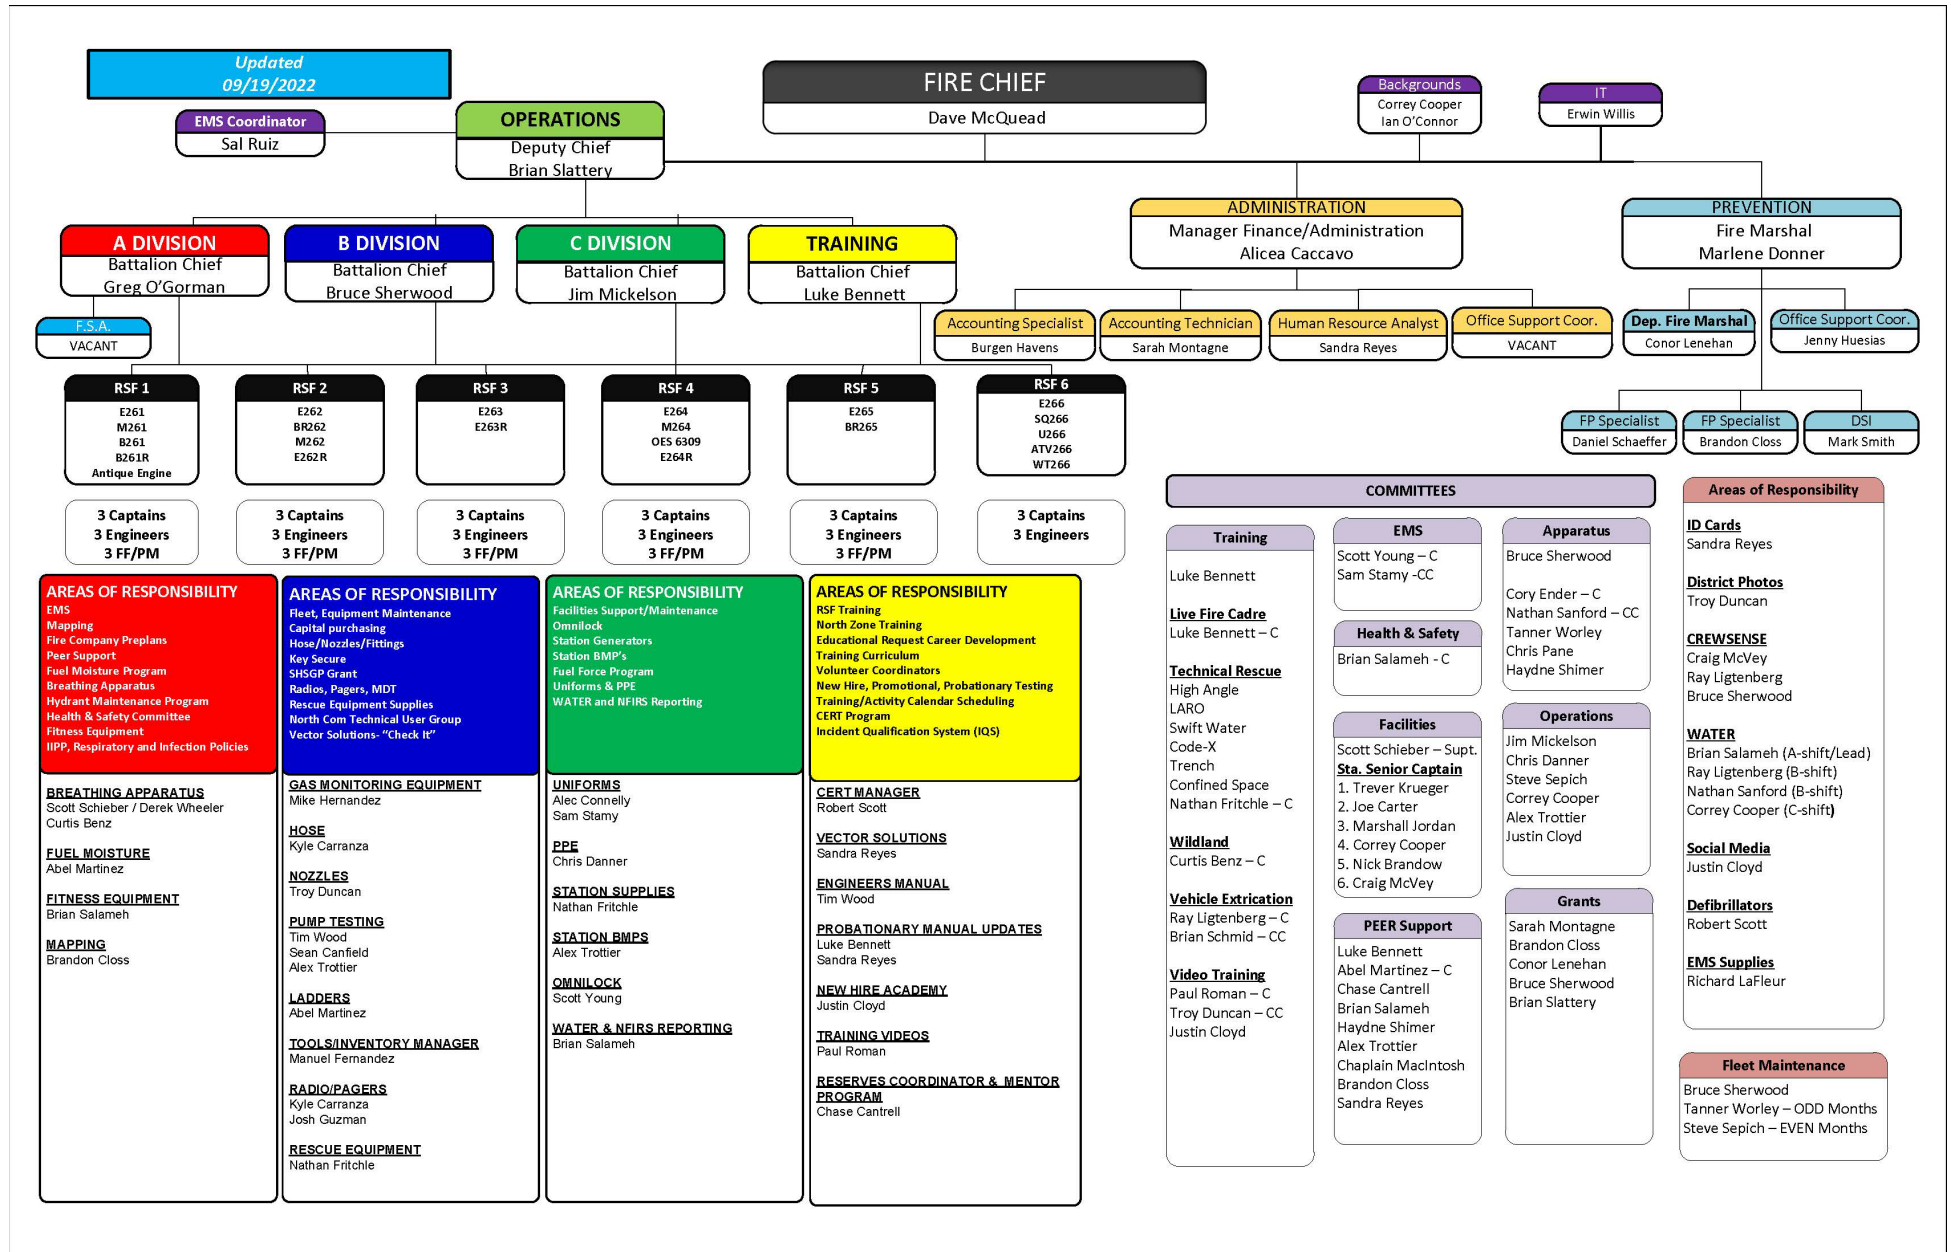 Updated
09/19/2022
FIRE CHIEF
Dave McQuead
Backgrounds
Correy Cooper
Ian O'Connor
IT
Erwin Willis
EMS Coordinator
Sal Ruiz
OPERATIONS
Deputy Chief
Brian Slattery
A DIVISION
Battalion Chief
Greg O'Gorman
B DIVISION
Battalion Chief
Bruce Sherwood
C DIVISION
Battalion Chief
Jim Mickelson
TRAINING
Battalion Chief
Luke Bennett
ADMINISTRATION
Manager Finance/Administration
Alicea Caccavo
PREVENTION
Fire Marshal
Marlene Donner
F.S.A.
VACANT
Accounting Specialist
Burgen Havens
Accounting Technician
Sarah Montagne
Human Resource Analyst
Sandra Reyes
Office Support Coor.
VACANT
Dep. Fire Marshal
Conor Lenehan
Office Support Coor.
Jenny Huesias
FP Specialist
Daniel Schaeffer
FP Specialist
Brandon Closs
DSI
Mark Smith
RSF 1
E261
M261
B261
B261R
Antique Engine
RSF 2
E262
BR262
M262
E262R
RSF 3
E263
E263R
RSF 4
E264
M264
OES 6309
E264R
RSF 5
E265
BR265
RSF 6
E266
SQ266
U266
ATV266
WT266
3 Captains
3 Engineers
3 FF/PM
3 Captains
3 Engineers
3 FF/PM
3 Captains
3 Engineers
3 FF/PM
3 Captains
3 Engineers
3 FF/PM
3 Captains
3 Engineers
3 FF/PM
3 Captains
3 Engineers
AREAS OF RESPONSIBILITY
EMS
Mapping
Fire Company Preplans
Peer Support
Fuel Moisture Program
Breathing Apparatus
Hydrant Maintenance Program
Health & Safety Committee
Fitness Equipment
IIPP, Respiratory and Infection Policies
BREATHING APPARATUS
Scott Schieber / Derek Wheeler
Curtis Benz
FUEL MOISTURE
Abel Martinez
FITNESS EQUIPMENT
Brian Salameh
MAPPING
Brandon Closs
AREAS OF RESPONSIBILITY
Fleet, Equipment Maintenance
Capital purchasing
Hose/Nozzles/Fittings
Key Secure
SHSGP Grant
Radios, Pagers, MDT
Rescue Equipment Supplies
North Com Technical User Group
Vector Solutions- "Check It"
GAS MONITORING EQUIPMENT
Mike Hernandez
HOSE
Kyle Carranza
NOZZLES
Troy Duncan
PUMP TESTING
Tim Wood
Sean Canfield
Alex Trottier
LADDERS
Abel Martinez
TOOLS/INVENTORY MANAGER
Manuel Fernandez
RADIO/PAGERS
Kyle Carranza
Josh Guzman
RESCUE EQUIPMENT
Nathan Fritchle
AREAS OF RESPONSIBILITY
Facilities Support/Maintenance
Omnilock
Station Generators
Station BMP's
Fuel Force Program
Uniforms & PPE
WATER and NFIRS Reporting
UNIFORMS
Alec Connelly
Sam Stamy
PPE
Chris Danner
STATION SUPPLIES
Nathan Fritchle
STATION BMPS
Alex Trottier
OMNILOCK
Scott Young
WATER & NFIRS REPORTING
Brian Salameh
AREAS OF RESPONSIBILITY
RSF Training
North Zone Training
Educational Request Career Development
Training Curriculum
Volunteer Coordinators
New Hire, Promotional, Probationary Testing
Training/Activity Calendar Scheduling
CERT Program
Incident Qualification System (IQS)
CERT MANAGER
Robert Scott
VECTOR SOLUTIONS
Sandra Reyes
ENGINEERS MANUAL
Tim Wood
PROBATIONARY MANUAL UPDATES
Luke Bennett
Sandra Reyes
NEW HIRE ACADEMY
Justin Cloyd
TRAINING VIDEOS
Paul Roman
RESERVES COORDINATOR & MENTOR
PROGRAM
Chase Cantrell
COMMITTEES
Training
Luke Bennett
Live Fire Cadre
Luke Bennett – C
Technical Rescue
High Angle
LARO
Swift Water
Code-X
Trench
Confined Space
Nathan Fritchle – C
Wildland
Curtis Benz – C
Vehicle Extrication
Ray Ligtenberg – C
Brian Schmid – CC
Video Training
Paul Roman – C
Troy Duncan – CC
Justin Cloyd
EMS
Scott Young – C
Sam Stamy -CC
Health & Safety
Brian Salameh - C
Facilities
Scott Schieber – Supt.
Sta. Senior Captain
1. Trever Krueger
2. Joe Carter
3. Marshall Jordan
4. Correy Cooper
5. Nick Brandow
6. Craig McVey
PEER Support
Luke Bennett
Abel Martinez – C
Chase Cantrell
Brian Salameh
Haydne Shimer
Alex Trottier
Chaplain MacIntosh
Brandon Closs
Sandra Reyes
Apparatus
Bruce Sherwood
Cory Ender – C
Nathan Sanford – CC
Tanner Worley
Chris Pane
Haydne Shimer
Operations
Jim Mickelson
Chris Danner
Steve Sepich
Correy Cooper
Alex Trottier
Justin Cloyd
Grants
Sarah Montagne
Brandon Closs
Conor Lenehan
Bruce Sherwood
Brian Slattery
Areas of Responsibility
ID Cards
Sandra Reyes
District Photos
Troy Duncan
CREWSENSE
Craig McVey
Ray Ligtenberg
Bruce Sherwood
WATER
Brian Salameh (A-shift/Lead)
Ray Ligtenberg (B-shift)
Nathan Sanford (B-shift)
Correy Cooper (C-shift)
Social Media
Justin Cloyd
Defibrillators
Robert Scott
EMS Supplies
Richard LaFleur
Fleet Maintenance
Bruce Sherwood
Tanner Worley – ODD Months
Steve Sepich – EVEN Months